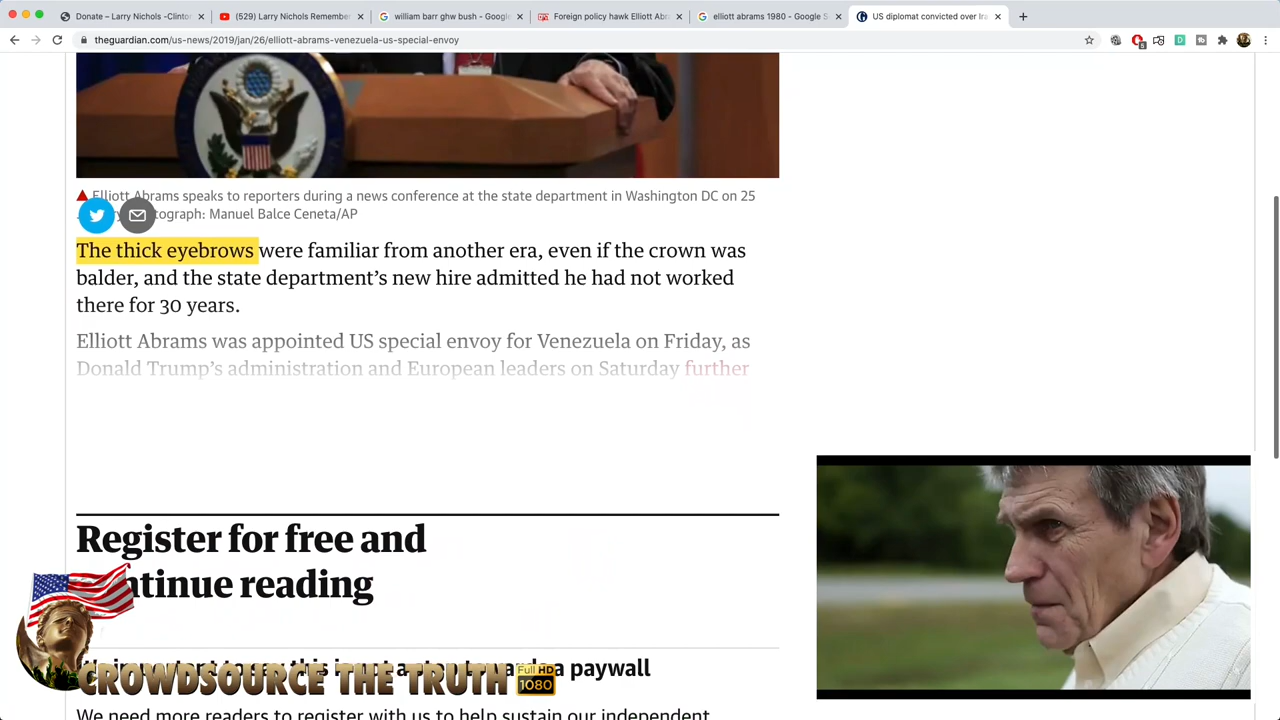 Donate – Larry Nichols -Clinton
(529) Larry Nichols Remember
william barr ghw bush - Google
Foreign policy hawk Elliott Abra
elliott abrams 1980 - Google S
US diplomat convicted over Ira
theguardian.com/us-news/2019/jan/26/elliott-abrams-venezuela-us-special-envoy
Elliott Abrams speaks to reporters during a news conference at the state department in Washington DC on 25
Photograph: Manuel Balce Ceneta/AP
The thick eyebrows were familiar from another era, even if the crown was
balder, and the state department's new hire admitted he had not worked
there for 30 years.
Elliott Abrams was appointed US special envoy for Venezuela on Friday, as
Donald Trump's administration and European leaders on Saturday further
Register for free and
continue reading
a paywall
CROWDSOURCE THE TRUTH
Full HD
1080
We need more readers to register with us to help sustain our independent,